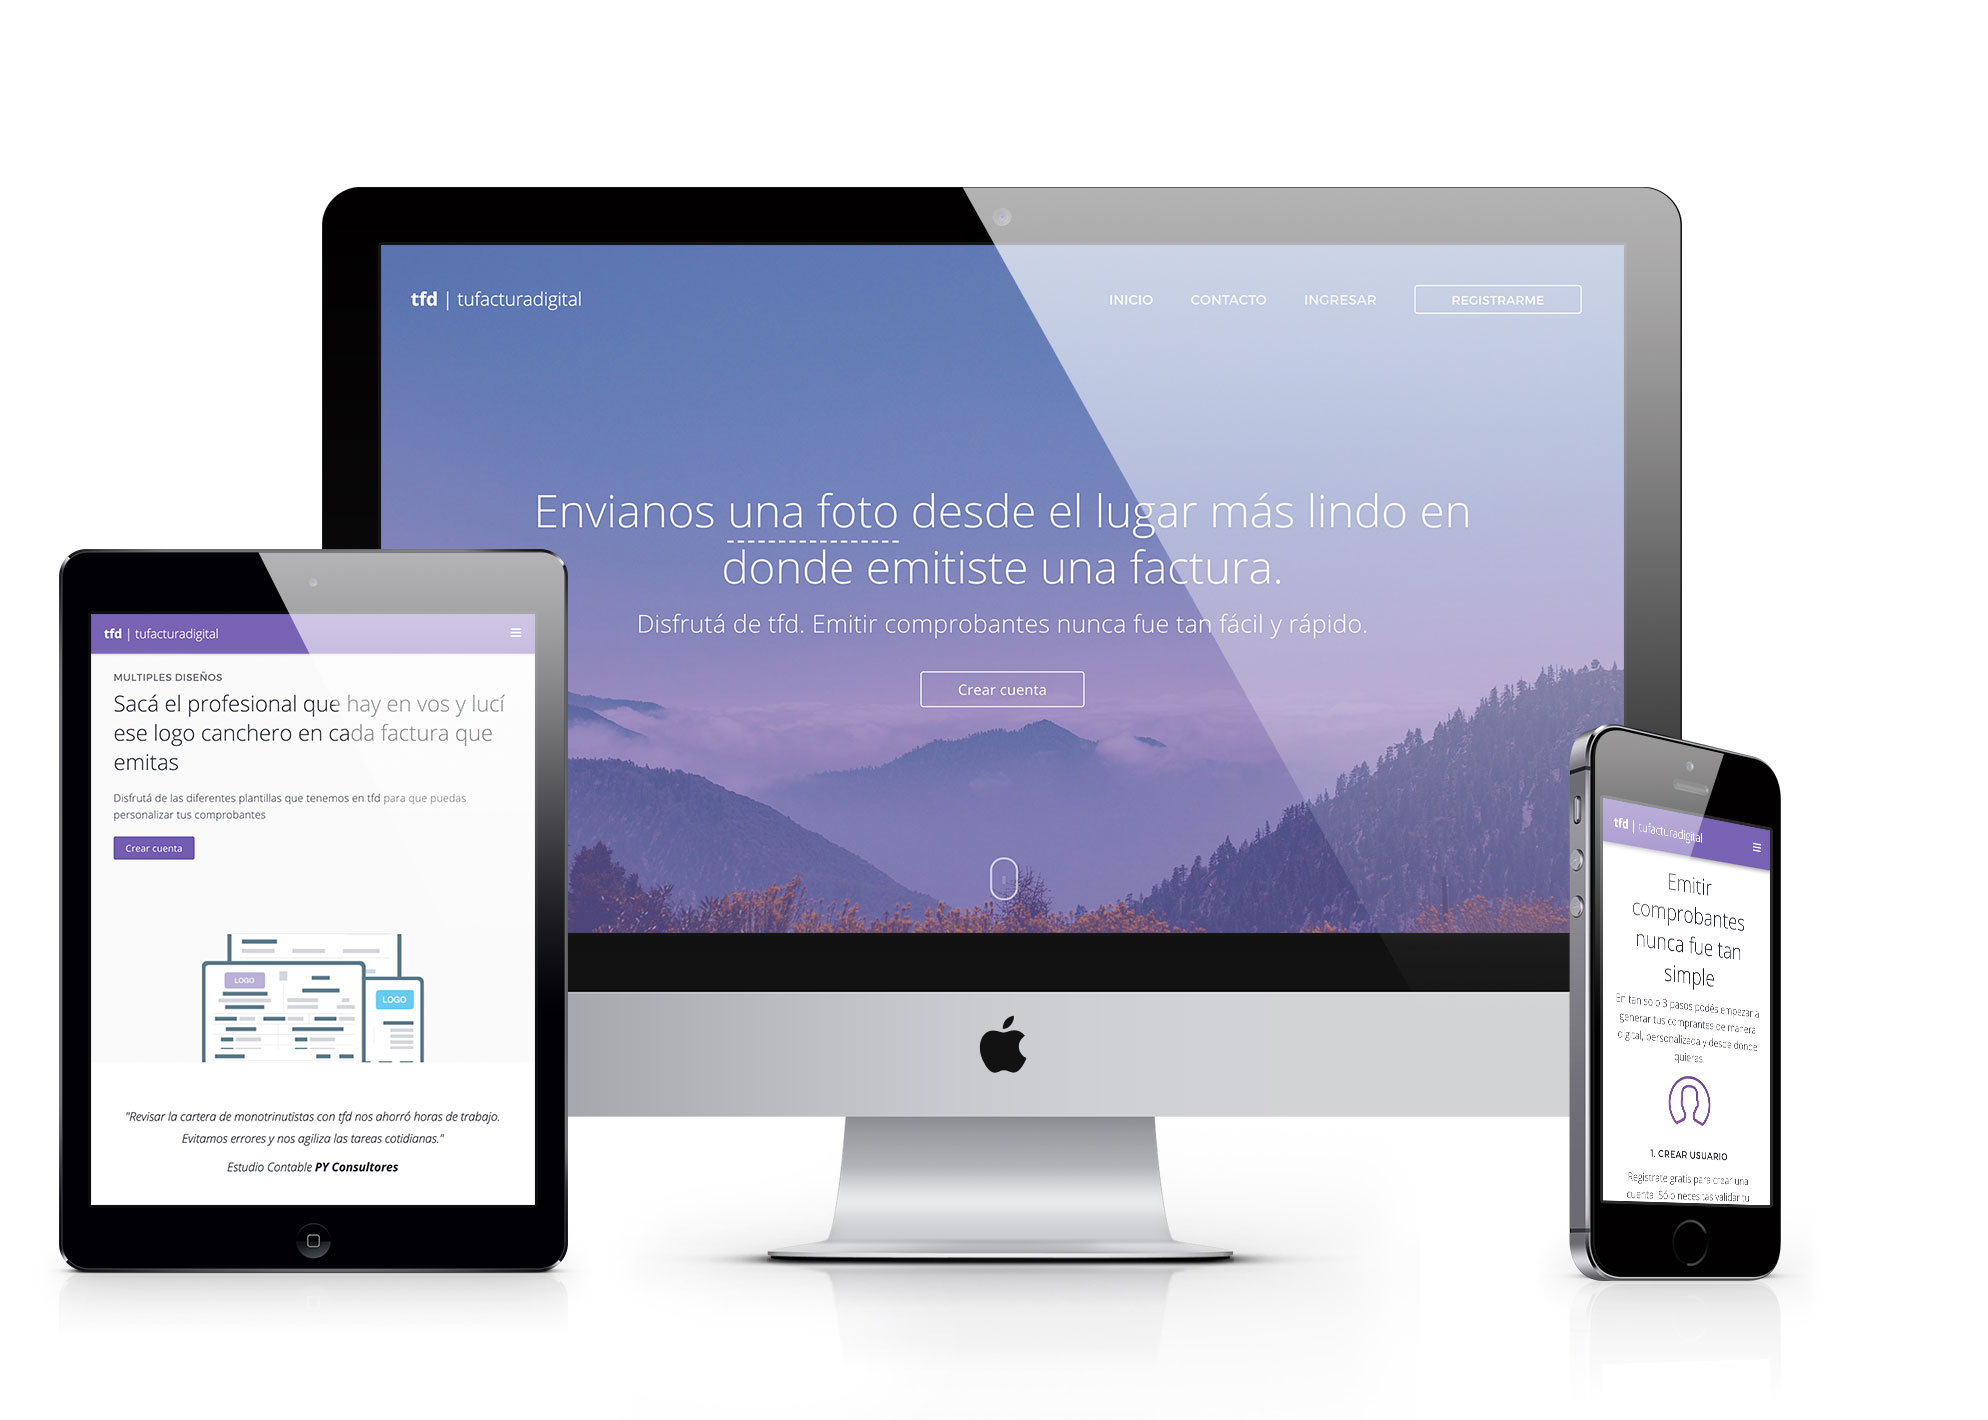 tfd | tufacturadigital
INICIO
CONTACTO
INGRESAR
REGISTRARME
Envianos una foto desde el lugar más lindo en
donde emitiste una factura.
Disfrutá de tfd. Emitir comprobantes nunca fue tan fácil y rápido.
Crear cuenta
tfd | tufacturadigital
MULTIPLES DISEÑOS
Sacá el profesional que hay en vos y lucí
ese logo canchero en cada factura que
emitas
Disfrutá de las diferentes plantillas que tenemos en tfd para que puedas
personalizar tus comprobantes
Crear cuenta
LOGO
LOGO
"Revisar la cartera de monotrinutistas con tfd nos ahorró horas de trabajo.
Evitamos errores y nos agiliza las tareas cotidianas."
Estudio Contable PY Consultores
tfd | tufacturadigital
Emitir
comprobantes
nunca fue tan
simple
En tan solo 3 pasos podés empezar a
generar tus comprantes de manera
digital, personalizada y desde donde
quieras.
1. CREAR USUARIO
Registrate gratis para crear una
cuenta. Sólo necesitas validar tu